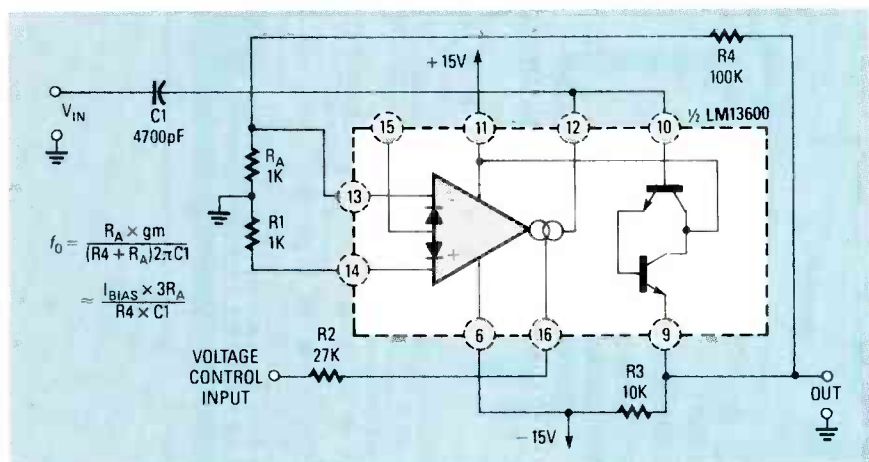 +15V
R4
100K
V_IN
C1
4700pF
½ LM13600
15
11
12
10
R_A
1K
13
-
R1
1K
14
+
f_0 = R_A × gm / (R4 + R_A)2πC1
≈ I_BIAS × 3R_A / R4 × C1
6
16
9
R2
27K
VOLTAGE
CONTROL
INPUT
R3
10K
OUT
-15V